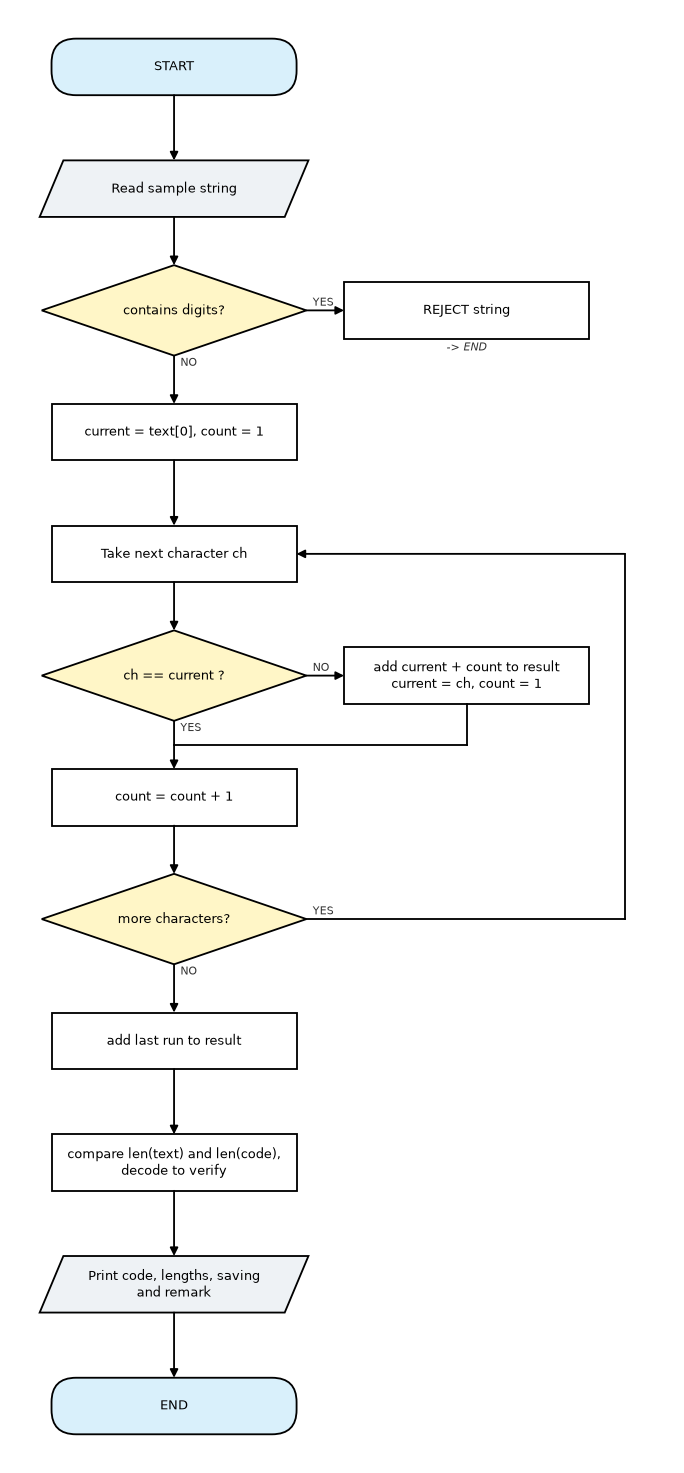 START
Read sample string
contains digits?
YES
REJECT string
-> END
NO
current = text[0], count = 1
Take next character ch
ch == current ?
NO
add current + count to result
current = ch, count = 1
YES
count = count + 1
more characters?
YES
NO
add last run to result
compare len(text) and len(code),
decode to verify
Print code, lengths, saving
and remark
END